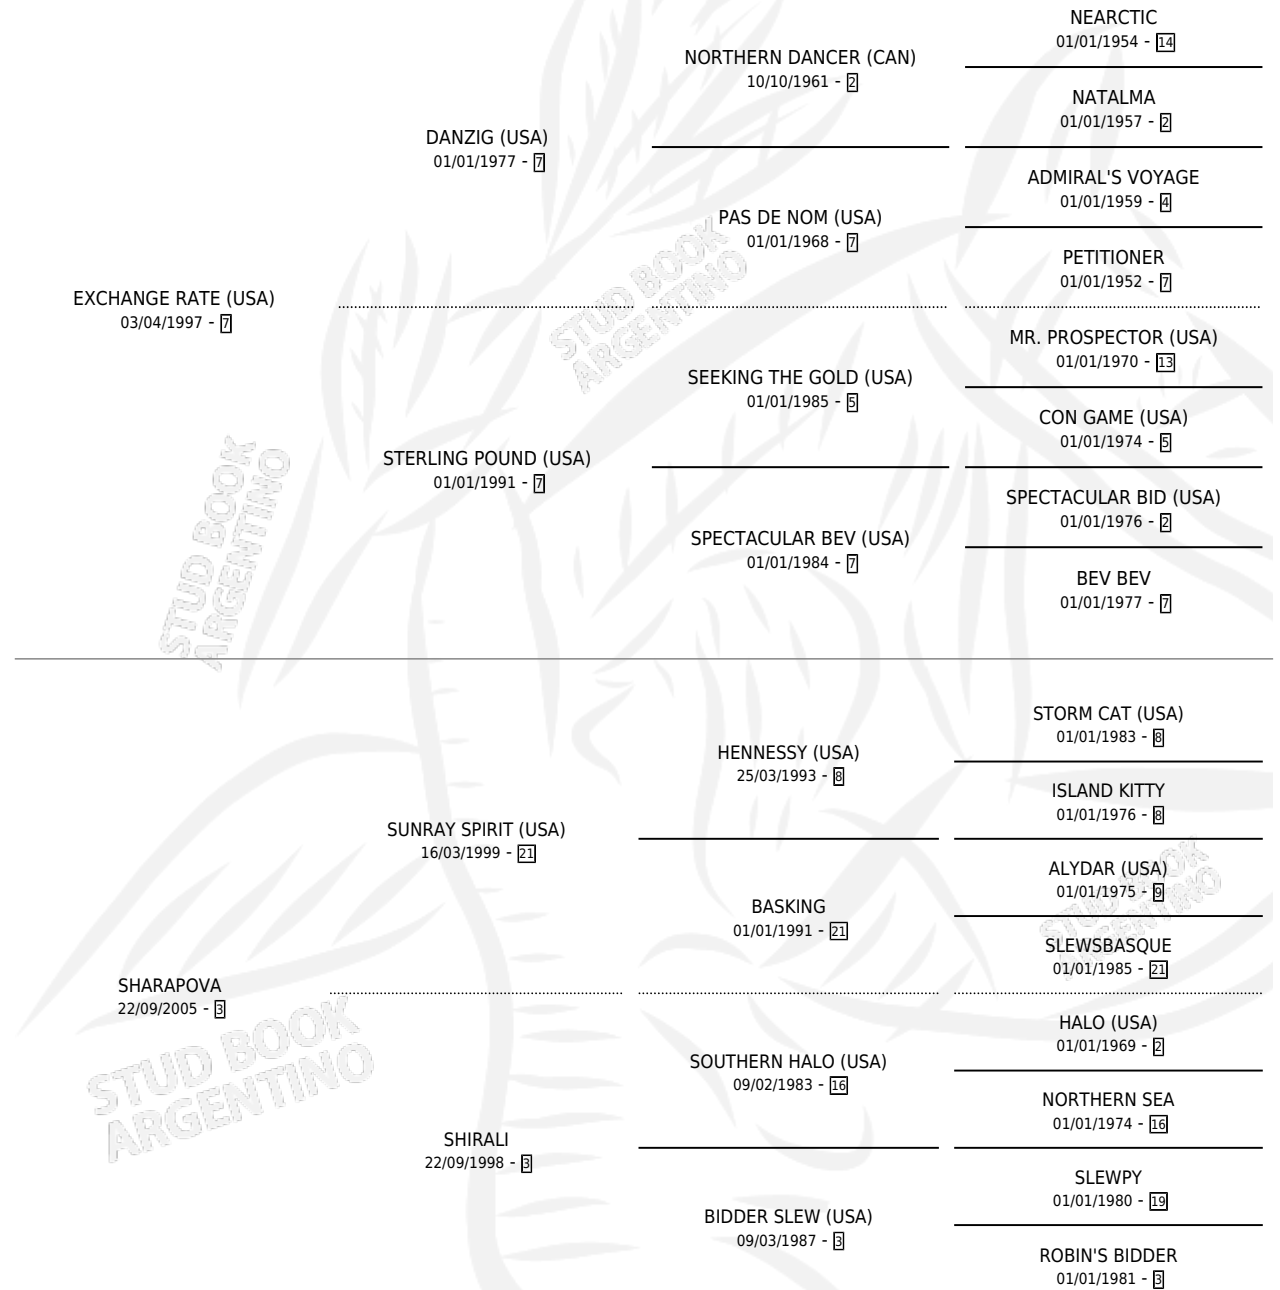 NEARCTIC
01/01/1954 - 14
NORTHERN DANCER (CAN)
10/10/1961 - 2
NATALMA
01/01/1957 - 2
DANZIG (USA)
01/01/1977 - 7
ADMIRAL'S VOYAGE
01/01/1959 - 4
PAS DE NOM (USA)
01/01/1968 - 7
PETITIONER
01/01/1952 - 7
EXCHANGE RATE (USA)
03/04/1997 - 7
STUD BOOK
ARGENTINO
MR. PROSPECTOR (USA)
01/01/1970 - 13
SEEKING THE GOLD (USA)
01/01/1985 - 5
CON GAME (USA)
01/01/1974 - 5
STERLING POUND (USA)
01/01/1991 - 7
SPECTACULAR BID (USA)
01/01/1976 - 2
SPECTACULAR BEV (USA)
01/01/1984 - 7
BEV BEV
01/01/1977 - 7
STUD BOOK
ARGENTINO
STORM CAT (USA)
01/01/1983 - 8
HENNESSY (USA)
25/03/1993 - 8
ISLAND KITTY
01/01/1976 - 8
SUNRAY SPIRIT (USA)
16/03/1999 - 21
ALYDAR (USA)
01/01/1975 - 9
BASKING
01/01/1991 - 21
SLEWSBASQUE
01/01/1985 - 21
STUD BOOK
ARGENTINO
SHARAPOVA
22/09/2005 - 3
HALO (USA)
01/01/1969 - 2
SOUTHERN HALO (USA)
09/02/1983 - 16
NORTHERN SEA
01/01/1974 - 16
STUD BOOK
ARGENTINO
SHIRALI
22/09/1998 - 3
SLEWPY
01/01/1980 - 19
BIDDER SLEW (USA)
09/03/1987 - 3
ROBIN'S BIDDER
01/01/1981 - 3